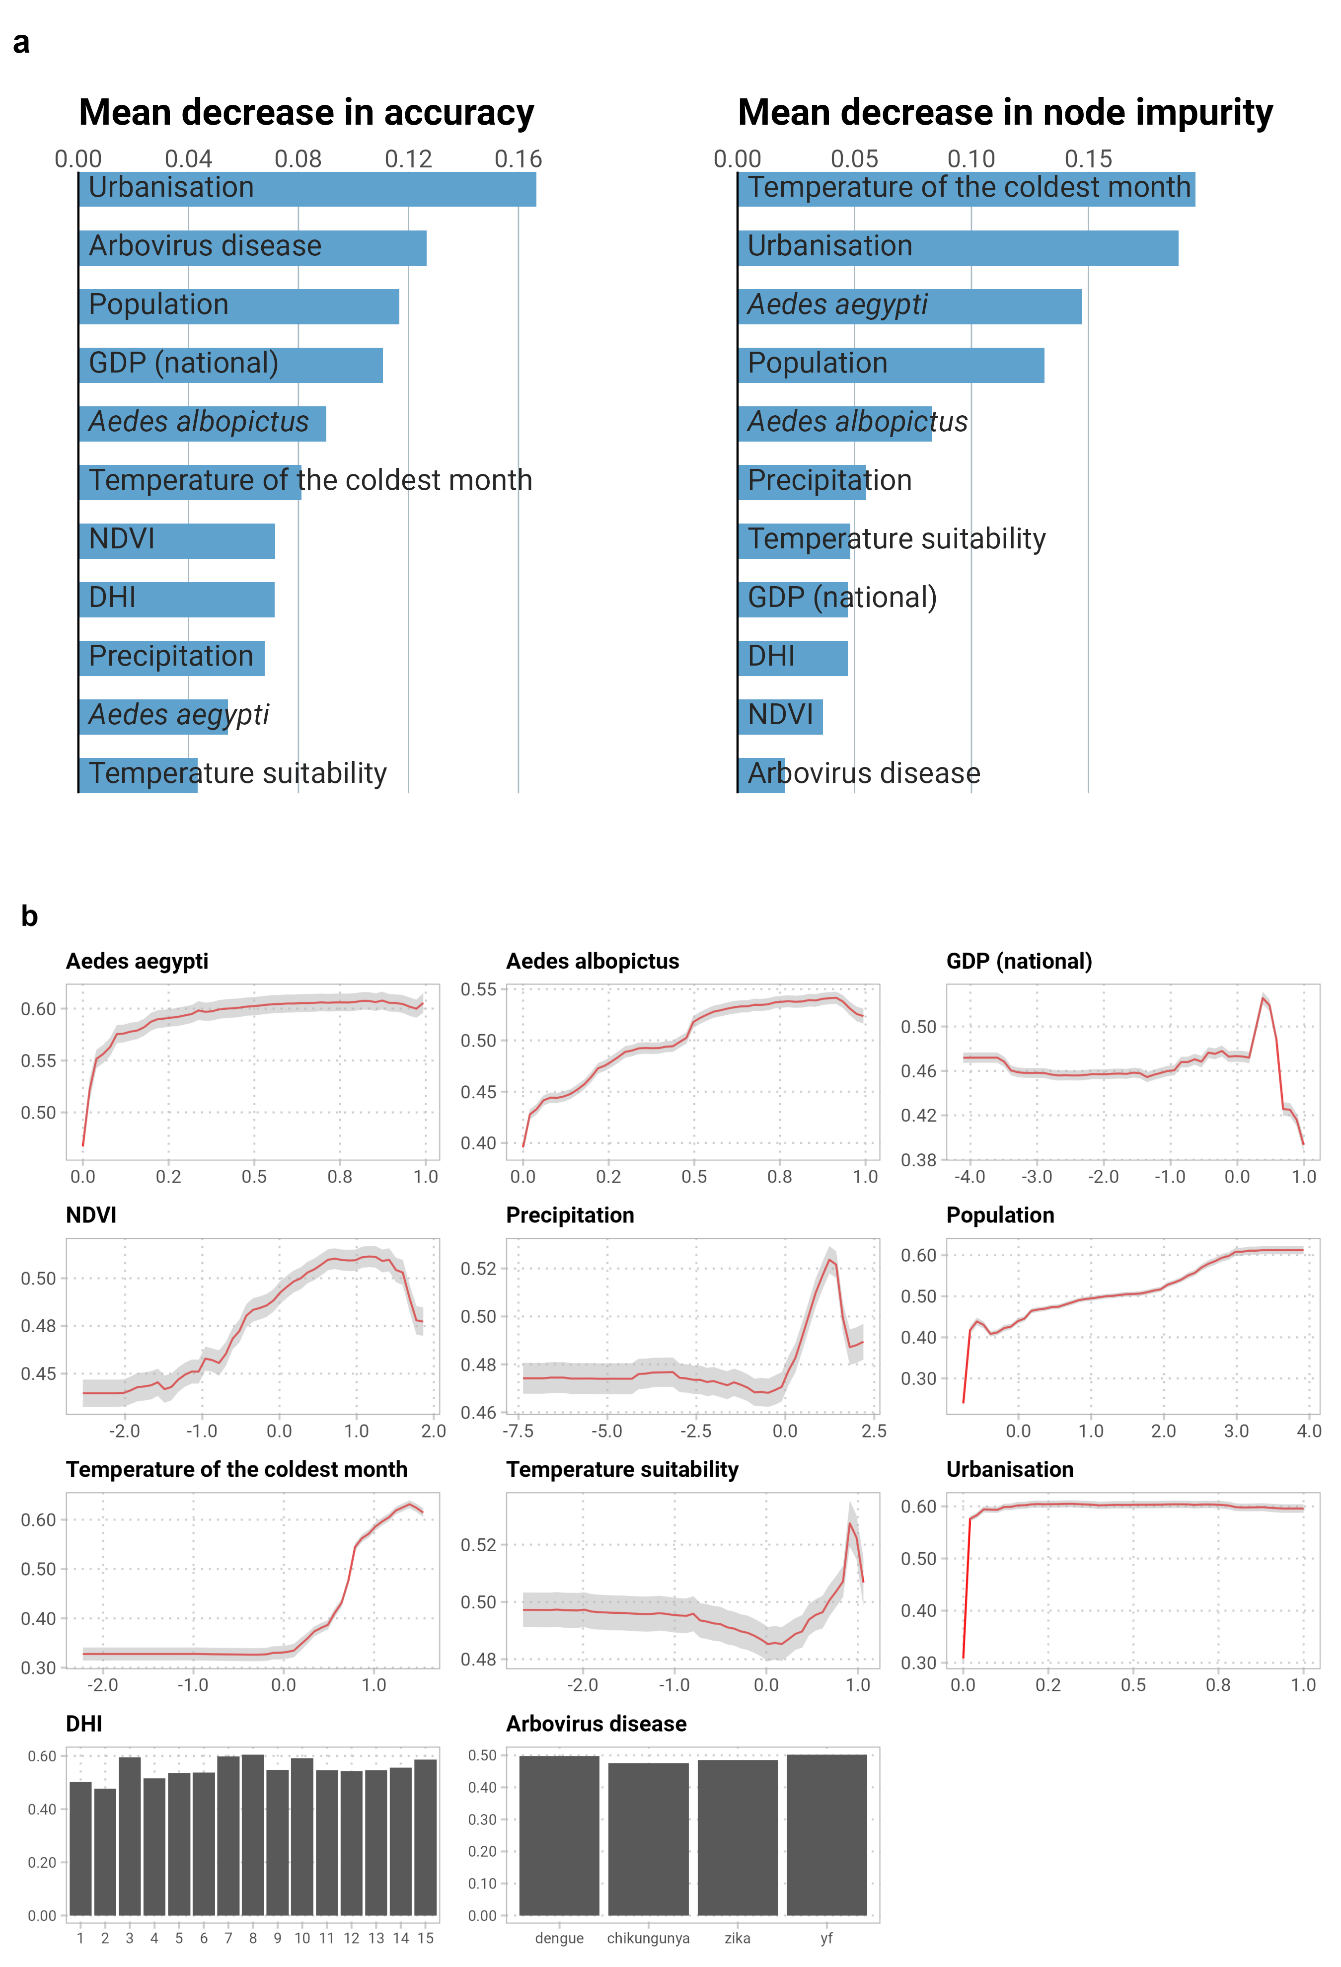 a
Mean decrease in accuracy
0.00 0.04 0.08 0.12 0.16
Urbanisation
Arbovirus disease
Population
GDP (national)
Aedes albopictus
Temperature of the coldest month
NDVI
DHI
Precipitation
Aedes aegypti
Temperature suitability
Mean decrease in node impurity
0.00 0.05 0.10 0.15
Temperature of the coldest month
Urbanisation
Aedes aegypti
Population
Aedes albopictus
Precipitation
Temperature suitability
GDP (national)
DHI
NDVI
Arbovirus disease
b
Aedes aegypti
0.60
0.55
0.50
0.0 0.2 0.5 0.8 1.0
Aedes albopictus
0.55
0.50
0.45
0.40
0.0 0.2 0.5 0.8 1.0
GDP (national)
0.50
0.46
0.42
0.38
-4.0 -3.0 -2.0 -1.0 0.0 1.0
NDVI
0.50
0.48
0.45
-2.0 -1.0 0.0 1.0 2.0
Precipitation
0.52
0.50
0.48
0.46
-7.5 -5.0 -2.5 0.0 2.5
Population
0.60
0.50
0.40
0.30
0.0 1.0 2.0 3.0 4.0
Temperature of the coldest month
0.60
0.50
0.40
0.30
-2.0 -1.0 0.0 1.0
Temperature suitability
0.52
0.50
0.48
-2.0 -1.0 0.0 1.0
Urbanisation
0.60
0.50
0.40
0.30
0.0 0.2 0.5 0.8 1.0
DHI
0.60
0.40
0.20
0.00
1 2 3 4 5 6 7 8 9 10 11 12 13 14 15
Arbovirus disease
0.50
0.40
0.30
0.20
0.10
0.00
dengue chikungunya zika yf